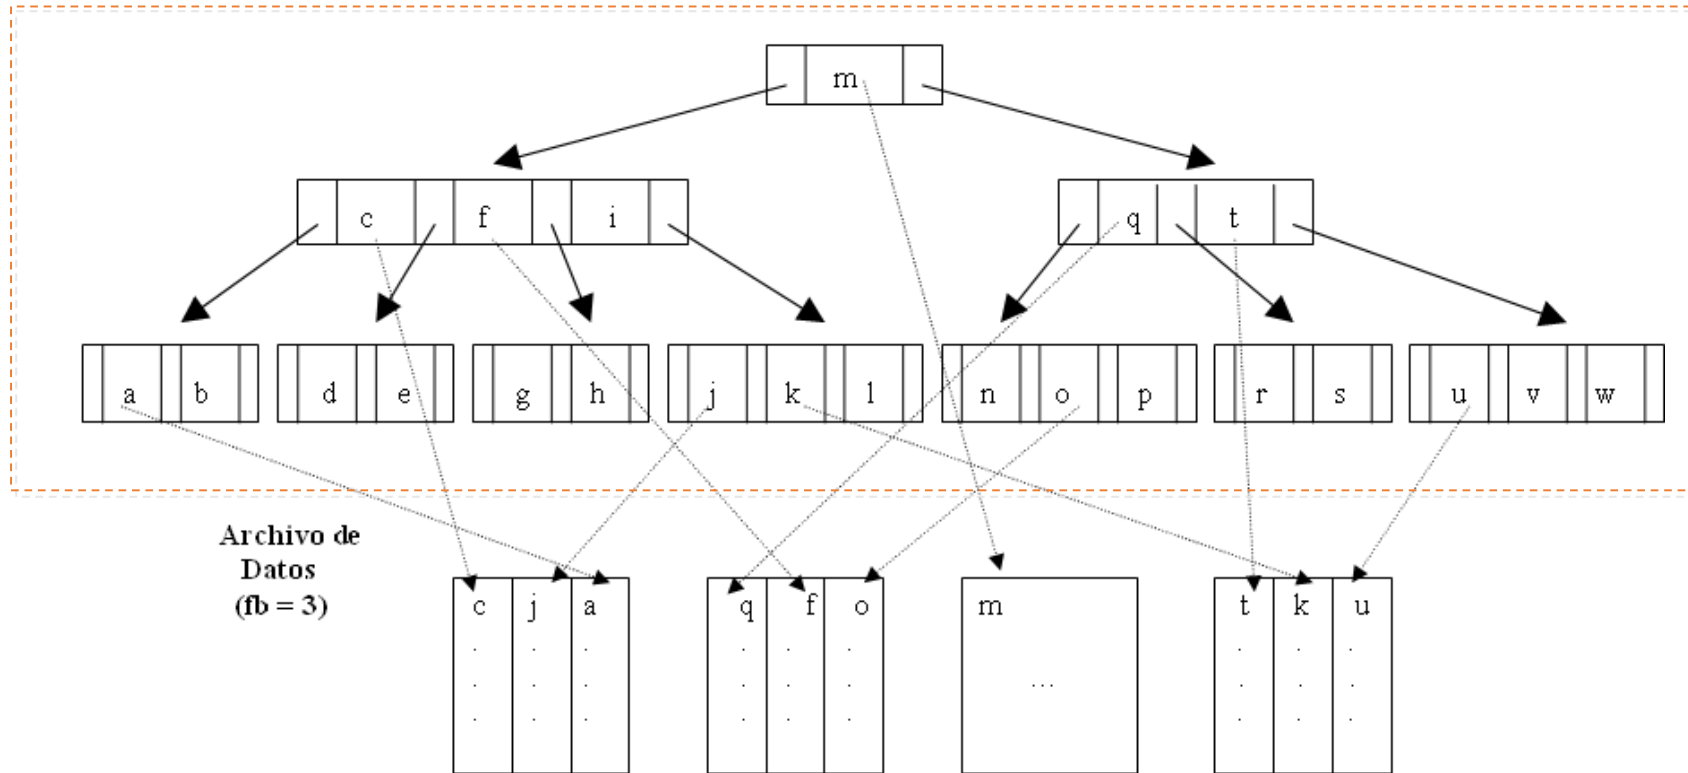 m
c f i
q t
a b
d e
g h
j k l
n o p
r s
u v w
Archivo de
Datos
(fb = 3)
c j a
q f o
m
...
t k u